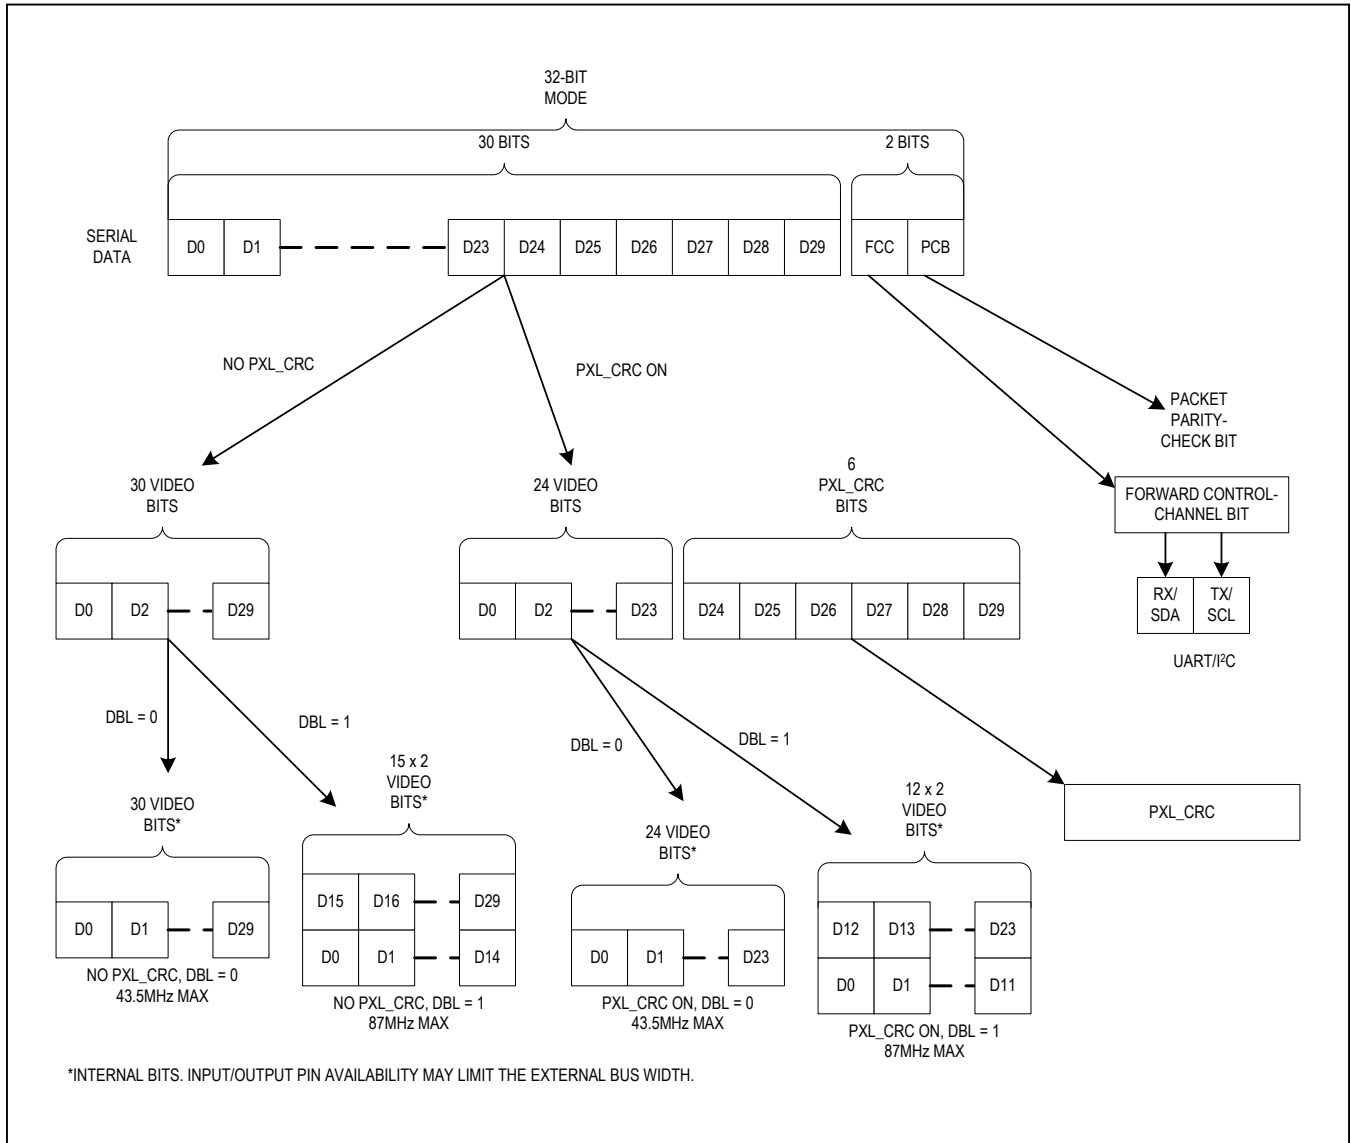 32-BIT
MODE
30 BITS
2 BITS
SERIAL
DATA
D0 D1 D23 D24 D25 D26 D27 D28 D29 FCC PCB
NO PXL_CRC
PXL_CRC ON
PACKET
PARITY-
CHECK BIT
30 VIDEO
BITS
24 VIDEO
BITS
6
PXL_CRC
BITS
FORWARD CONTROL-
CHANNEL BIT
D0 D2 D29
D0 D2 D23
D24 D25 D26 D27 D28 D29
RX/
SDA
TX/
SCL
UART/I²C
DBL = 0
DBL = 1
DBL = 0
DBL = 1
30 VIDEO
BITS*
15 x 2
VIDEO
BITS*
24 VIDEO
BITS*
12 x 2
VIDEO
BITS*
PXL_CRC
D0 D1 D29
NO PXL_CRC, DBL = 0
43.5MHz MAX
D15 D16 D29
D0 D1 D14
NO PXL_CRC, DBL = 1
87MHz MAX
D0 D1 D23
PXL_CRC ON, DBL = 0
43.5MHz MAX
D12 D13 D23
D0 D1 D11
PXL_CRC ON, DBL = 1
87MHz MAX
*INTERNAL BITS. INPUT/OUTPUT PIN AVAILABILITY MAY LIMIT THE EXTERNAL BUS WIDTH.